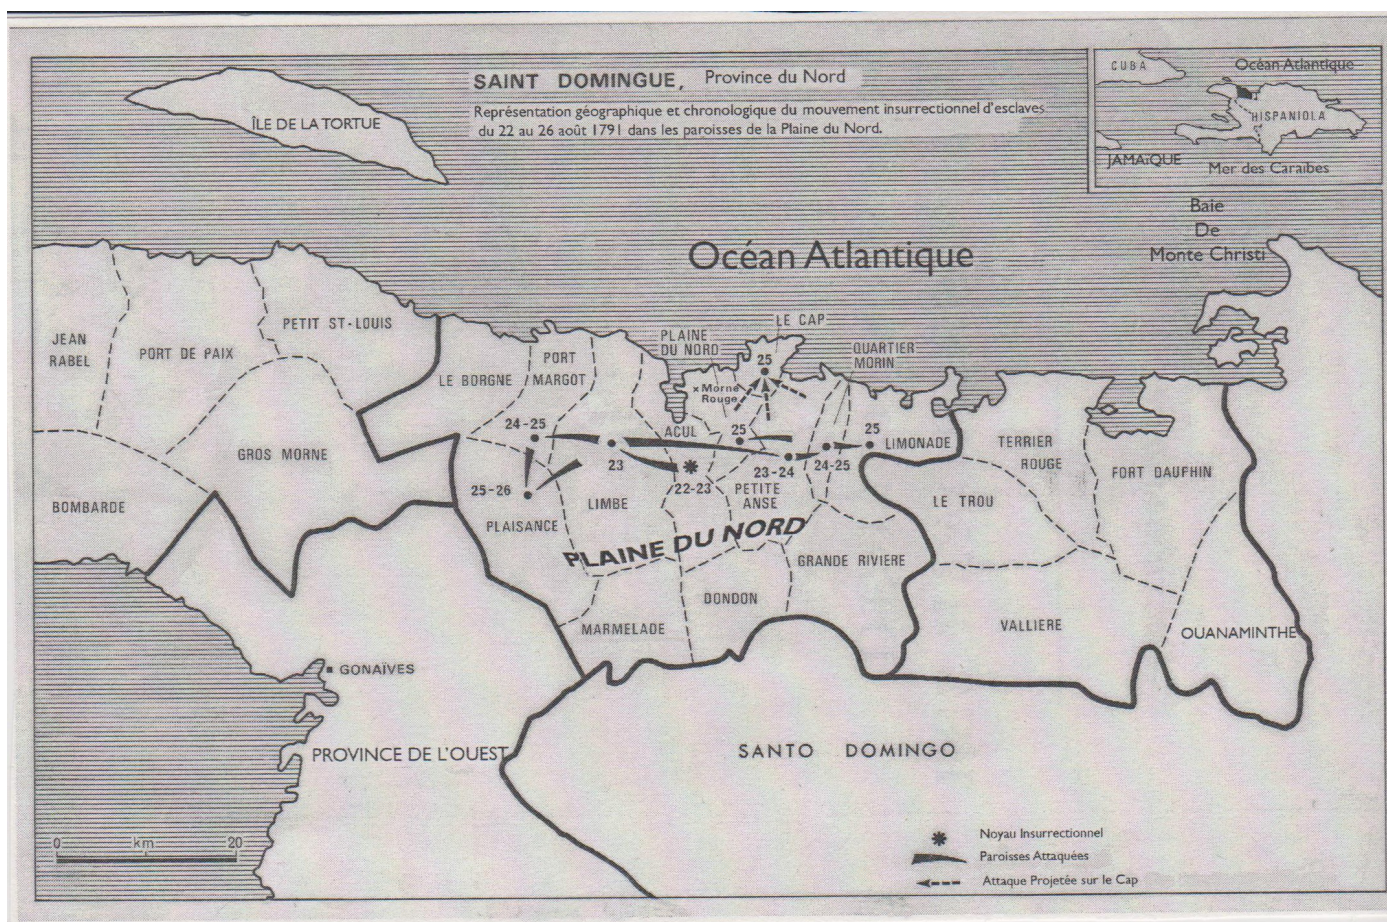 SAINT DOMINGUE, Province du Nord
Représentation géographique et chronologique du mouvement insurrectionnel d'esclaves
du 22 au 26 août 1791 dans les paroisses de la Plaine du Nord.
CUBA
Océan Atlantique
HISPANIOLA
JAMAïQUE
Mer des Caraïbes
ÎLE DE LA TORTUE
Baie
De
Monte Christi
Océan Atlantique
JEAN
RABEL
PORT DE PAIX
PETIT ST-LOUIS
LE BORGNE
PORT
MARGOT
PLAINE
DU NORD
LE CAP
QUARTIER
MORIN
25
× Morne
Rouge
24-25
23
ACUL
25
25
LIMONADE
TERRIER
ROUGE
FORT DAUPHIN
GROS MORNE
BOMBARDE
25-26
PLAISANCE
LIMBE
22-23
23-24
24-25
PETITE
ANSE
LE TROU
PLAINE DU NORD
GRANDE RIVIERE
DONDON
MARMELADE
VALLIERE
OUANAMINTHE
GONAÏVES
PROVINCE DE L'OUEST
SANTO DOMINGO
0 km 20
Noyau Insurrectionnel
Paroisses Attaquées
Attaque Projetée sur le Cap